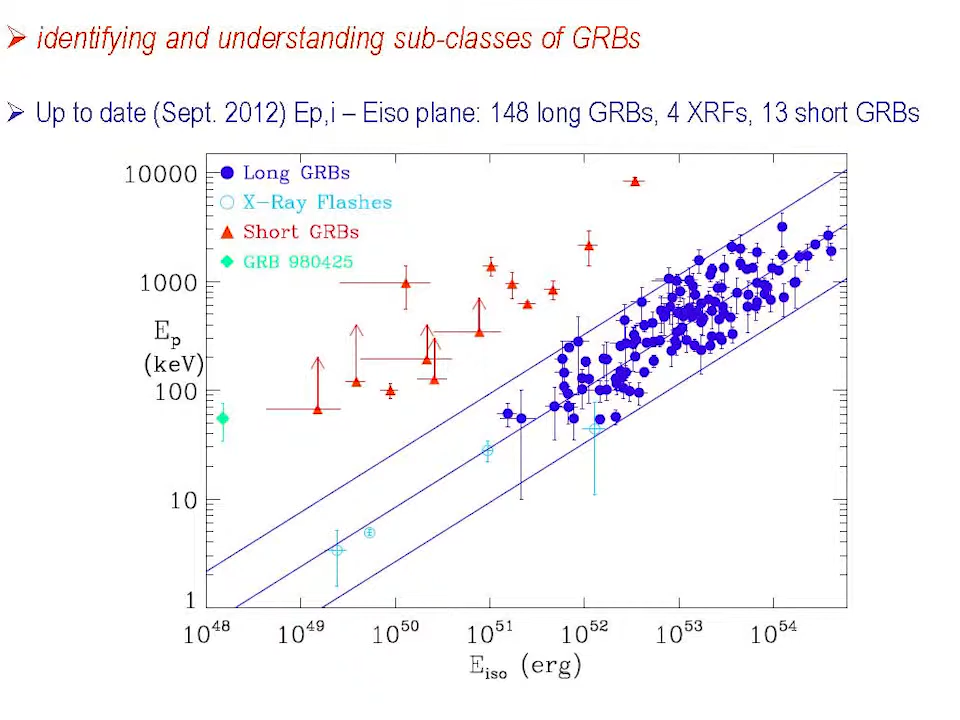 identifying and understanding sub-classes of GRBs
Up to date (Sept. 2012) Ep,i – Eiso plane: 148 long GRBs, 4 XRFs, 13 short GRBs
Long GRBs
X-Ray Flashes
Short GRBs
GRB 980425
10000
1000
100
10
1
Ep
(keV)
10^48 10^49 10^50 10^51 10^52 10^53 10^54
Eiso (erg)